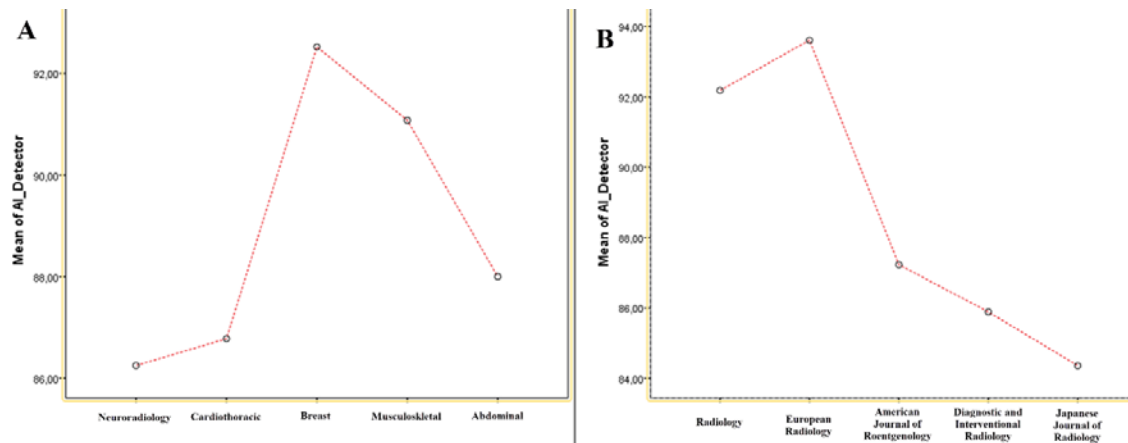 A
Mean of AI_Detector
92,00
90,00
88,00
86,00
Neuroradiology
Cardiothoracic
Breast
Musculoskletal
Abdominal
B
Mean of AI_Detector
94,00
92,00
90,00
88,00
86,00
84,00
Radiology
European
Radiology
American
Journal of
Roentgenology
Diagnostic and
Interventional
Radiology
Japanese
Journal of
Radiology